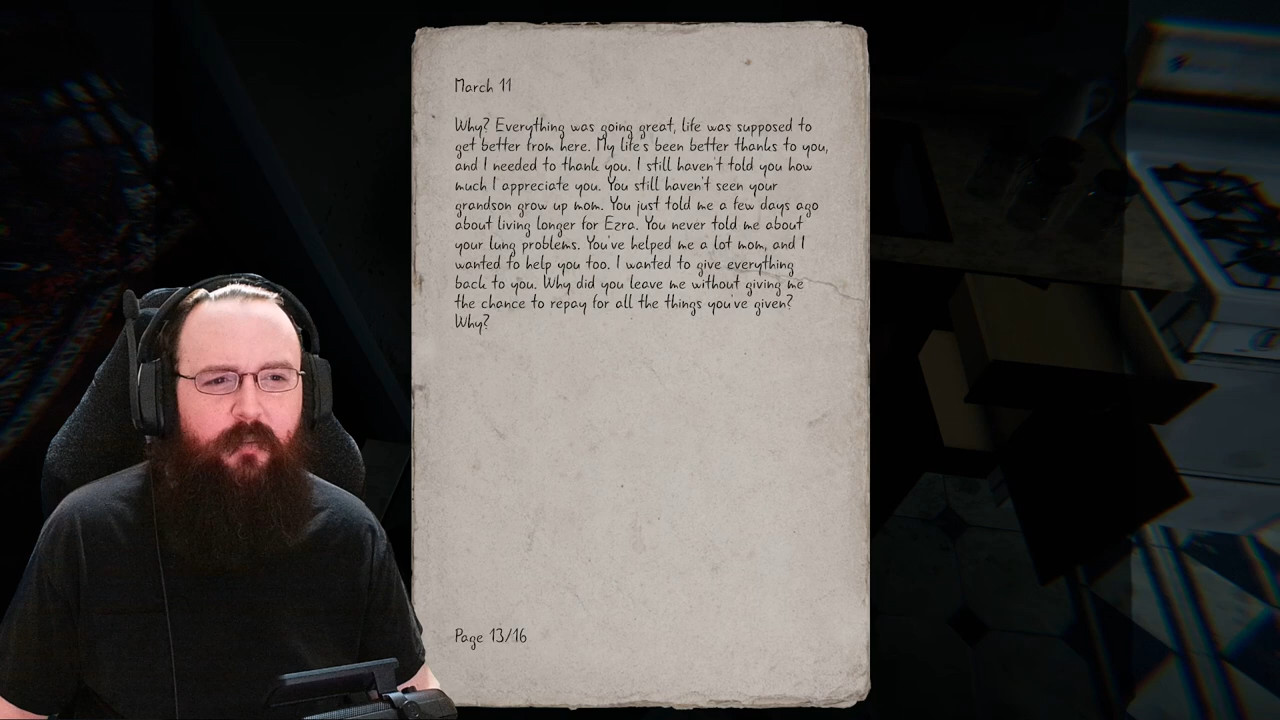 March 11
Why? Everything was going great, life was supposed to
get better from here. My life's been better thanks to you,
and I needed to thank you. I still haven't told you how
much I appreciate you. You still haven't seen your
grandson grow up mom. You just told me a few days ago
about living longer for Ezra. You never told me about
your lung problems. You've helped me a lot mom, and I
wanted to help you too. I wanted to give everything
back to you. Why did you leave me without giving me
the chance to repay for all the things you've given?
Why?
Page 13/16